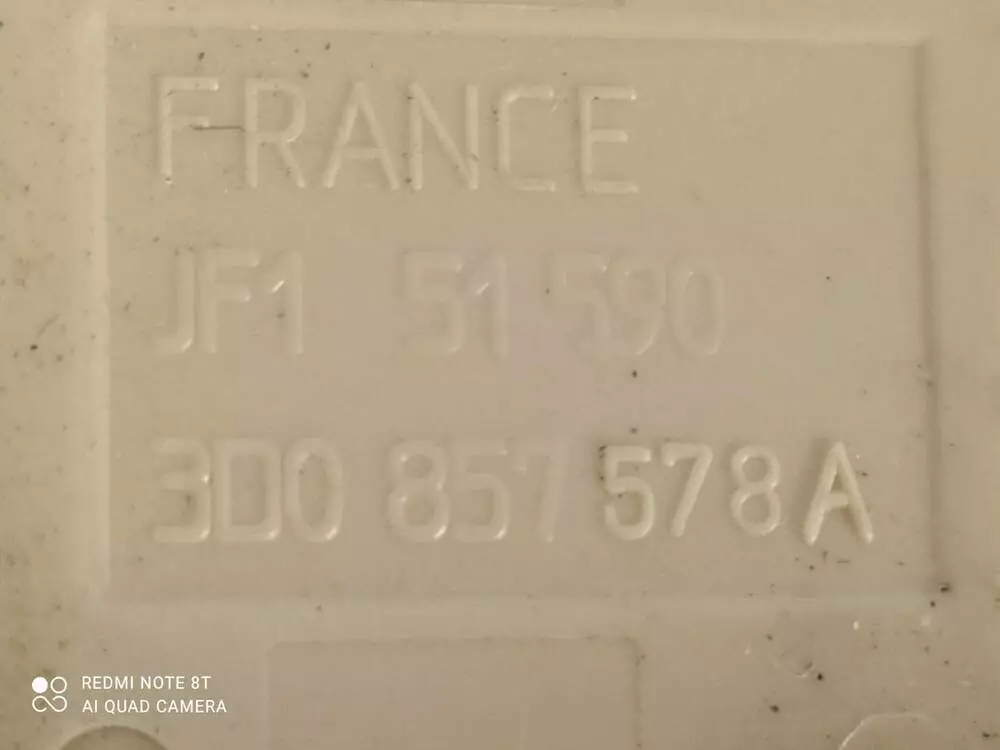 FRANCE
JF1 51 590
3D0 857 578 A
REDMI NOTE 8T
AI QUAD CAMERA